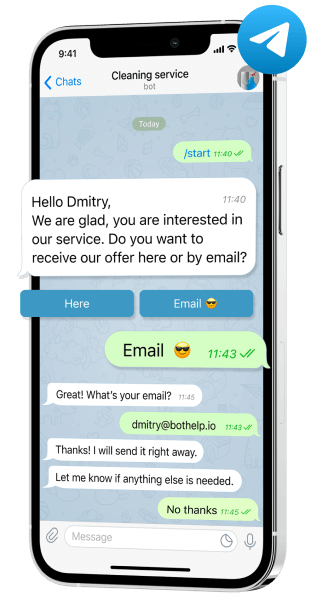 9:41
Chats
Cleaning service
bot
Today
/start 11:40
11:40
Hello Dmitry,
We are glad, you are interested in
our service. Do you want to
receive our offer here or by email?
Here
Email 😎
Email 😎 11:43
Great! What's your email? 11:45
dmitry@bothelp.io 11:43
Thanks! I will send it right away.
Let me know if anything else is needed.
No thanks 11:45
Message